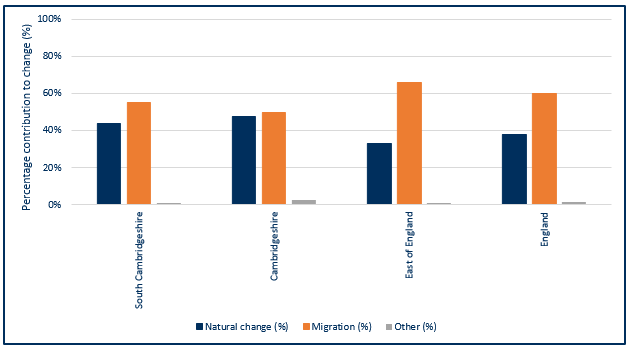 Percentage contribution to change (%)
100%
80%
60%
40%
20%
0%
South Cambridgeshire
Cambridgeshire
East of England
England
Natural change (%)
Migration (%)
Other (%)